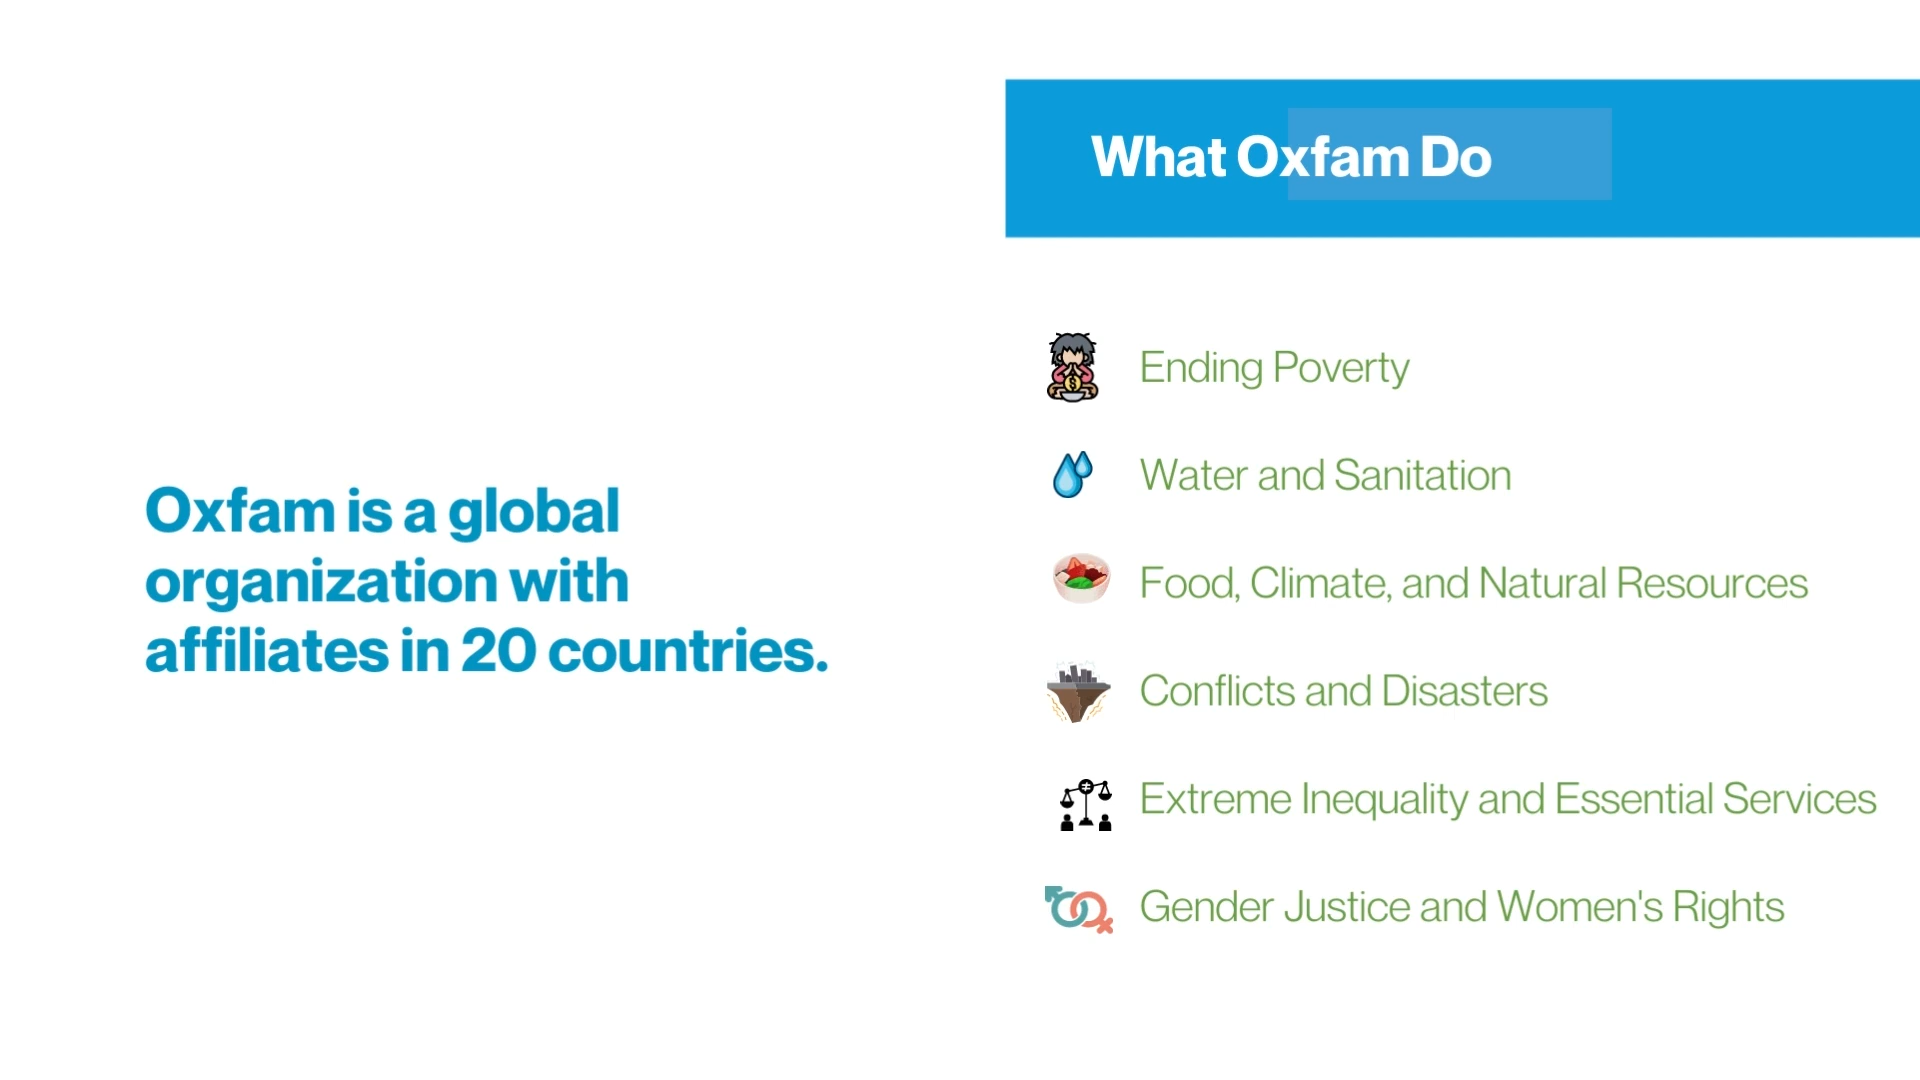 Oxfam is a global
organization with
affiliates in 20 countries.
What Oxfam Do
Ending Poverty
Water and Sanitation
Food, Climate, and Natural Resources
Conflicts and Disasters
Extreme Inequality and Essential Services
Gender Justice and Women's Rights